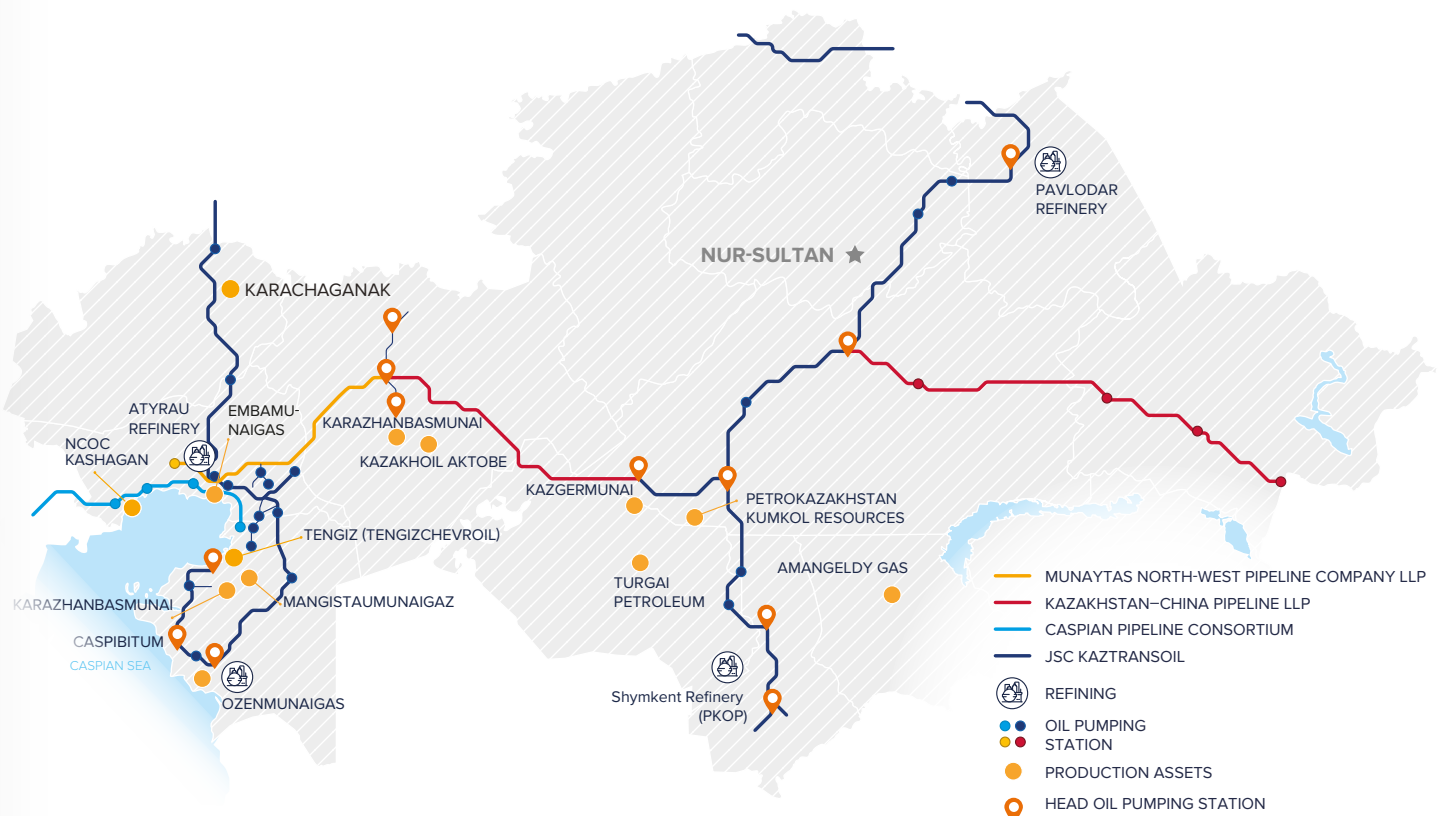 PAVLODAR
REFINERY
NUR-SULTAN
KARACHAGANAK
ATYRAU
REFINERY
EMBAMU-
NAIGAS
NCOC
KASHAGAN
KARAZHANBASMUNAI
KAZAKHOIL AKTOBE
KAZGERMUNAI
PETROKAZAKHSTAN
KUMKOL RESOURCES
TENGIZ (TENGIZCHEVROIL)
TURGAI
PETROLEUM
AMANGELDY GAS
KARAZHANBASMUNAI
MANGISTAUMUNAIGAZ
CASPIBITUM
CASPIAN SEA
OZENMUNAIGAS
Shymkent Refinery
(PKOP)
MUNAYTAS NORTH-WEST PIPELINE COMPANY LLP
KAZAKHSTAN–CHINA PIPELINE LLP
CASPIAN PIPELINE CONSORTIUM
JSC KAZTRANSOIL
REFINING
OIL PUMPING
STATION
PRODUCTION ASSETS
HEAD OIL PUMPING STATION